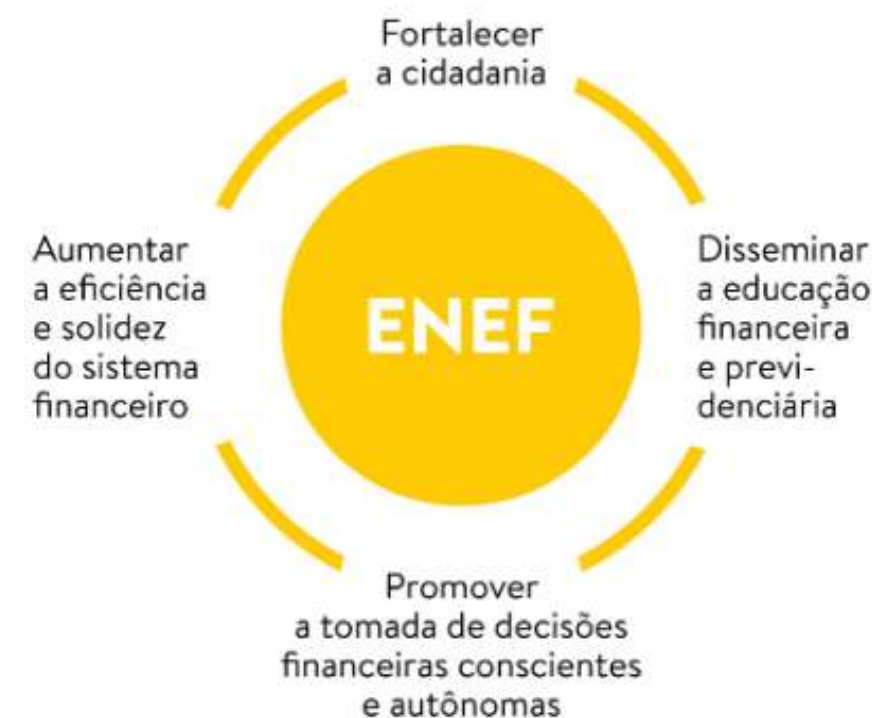 Fortalecer
a cidadania
Aumentar
a eficiência
e solidez
do sistema
financeiro
ENEF
Disseminar
a educação
financeira
e previ-
denciária
Promover
a tomada de decisões
financeiras conscientes
e autônomas